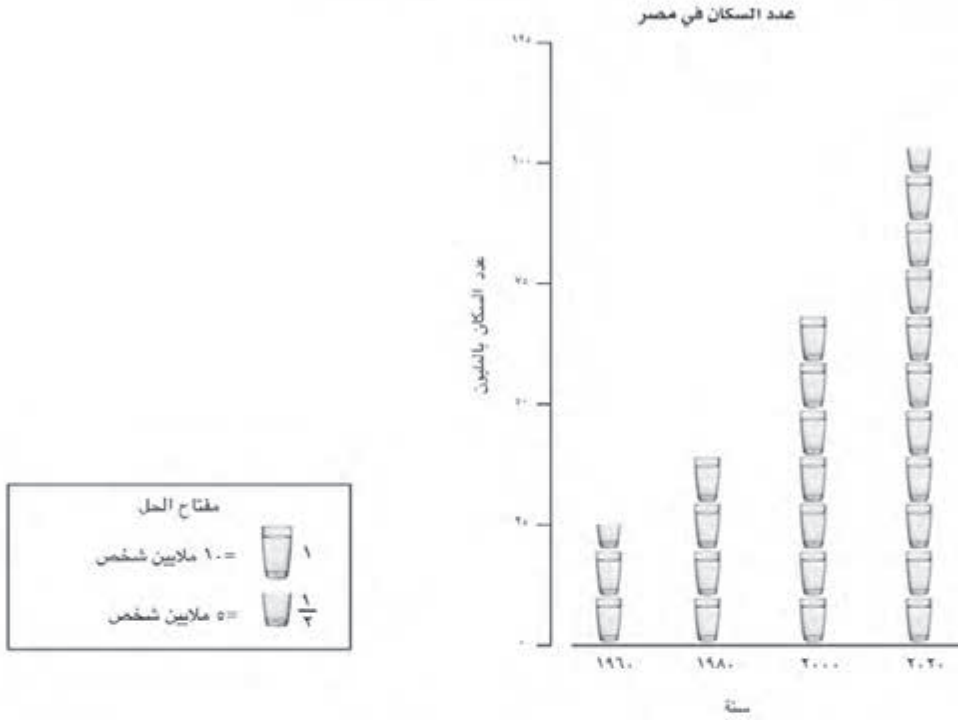 عدد السكان في مصر
١٢٥
١٠٠
٧٥
٥٠
٢٥
٠
عدد السكان بالمليون
١٩٦٠
١٩٨٠
٢٠٠٠
٢٠٢٠
سنة
مفتاح الحل
١ =١٠ ملايين شخص
١/٢ =٥ ملايين شخص